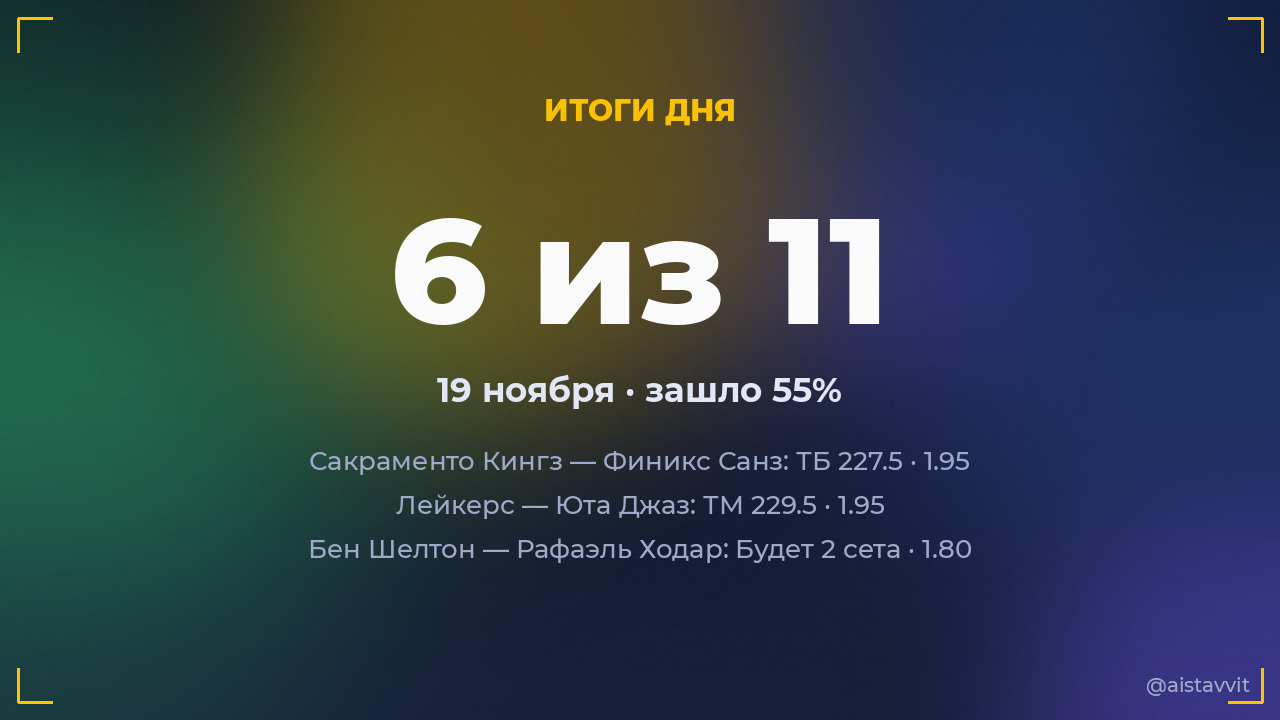 ИТОГИ ДНЯ
6 из 11
19 ноября · зашло 55%
Сакраменто Кингз — Финикс Санз: ТБ 227.5 · 1.95
Лейкерс — Юта Джаз: ТМ 229.5 · 1.95
Бен Шелтон — Рафаэль Ходар: Будет 2 сета · 1.80
@aistavvit